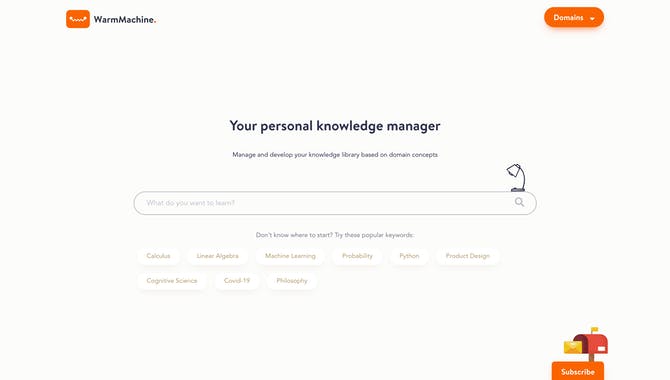 WarmMachine.
Domains
Your personal knowledge manager
Manage and develop your knowledge library based on domain concepts
What do you want to learn?
Don't know where to start? Try these popular keywords:
Calculus Linear Algebra Machine Learning Probability Python Product Design
Cognitive Science Covid-19 Philosophy
Subscribe